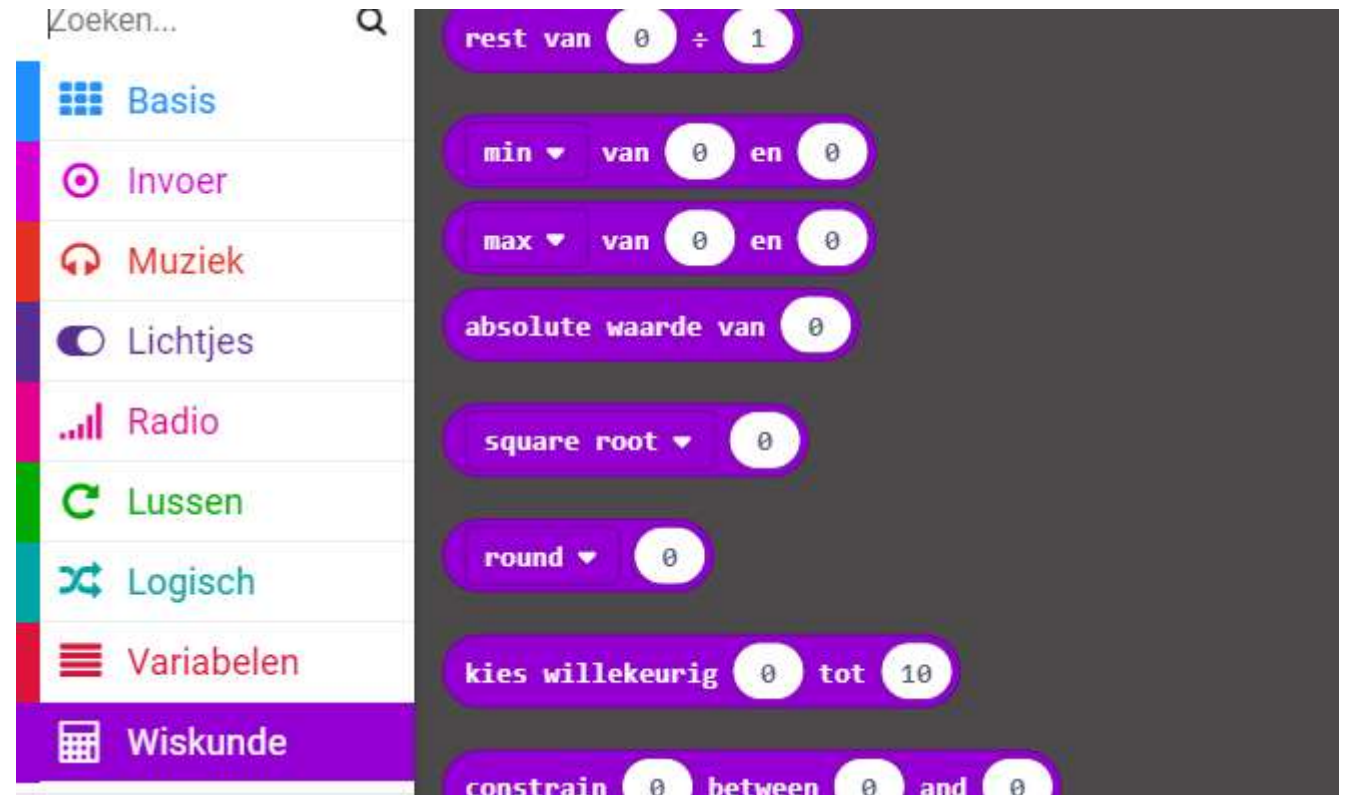 Zoeken...
Basis
Invoer
Muziek
Lichtjes
Radio
Lussen
Logisch
Variabelen
Wiskunde
rest van 0 ÷ 1
min van 0 en 0
max van 0 en 0
absolute waarde van 0
square root 0
round 0
kies willekeurig 0 tot 10
constrain 0 between 0 and 0